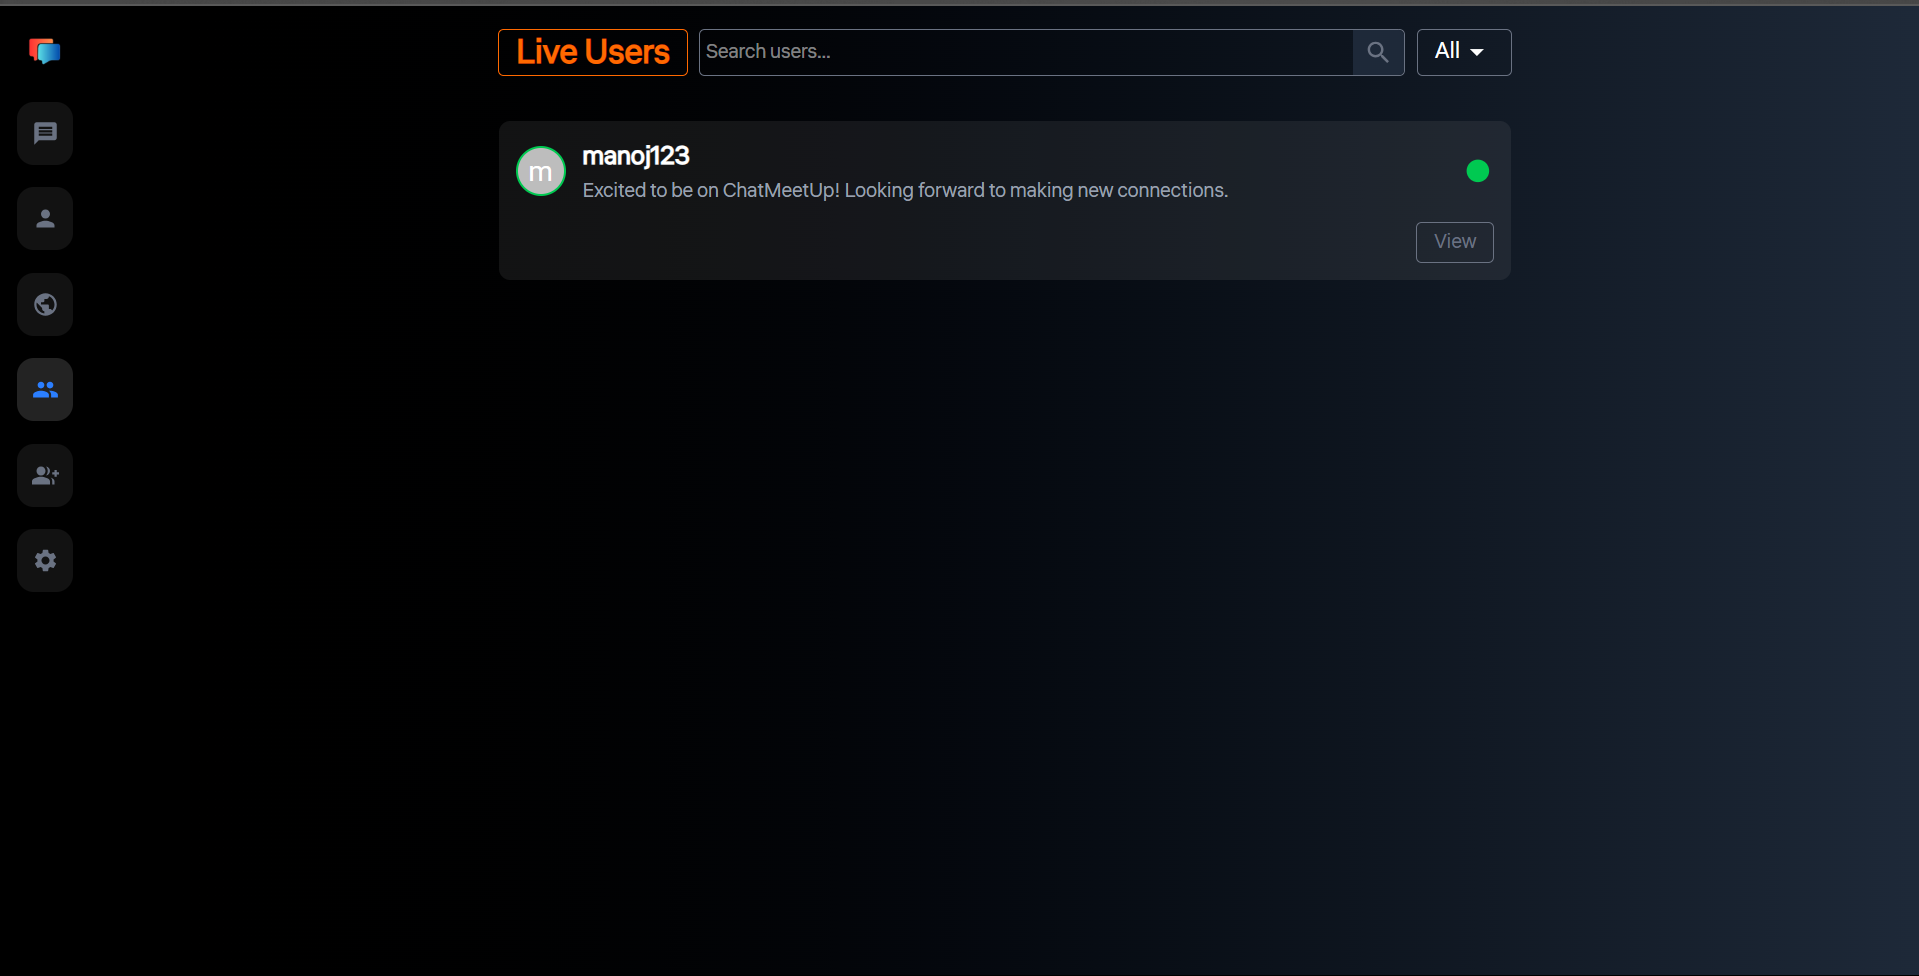 Live Users
Search users...
All
m
manoj123
Excited to be on ChatMeetUp! Looking forward to making new connections.
View